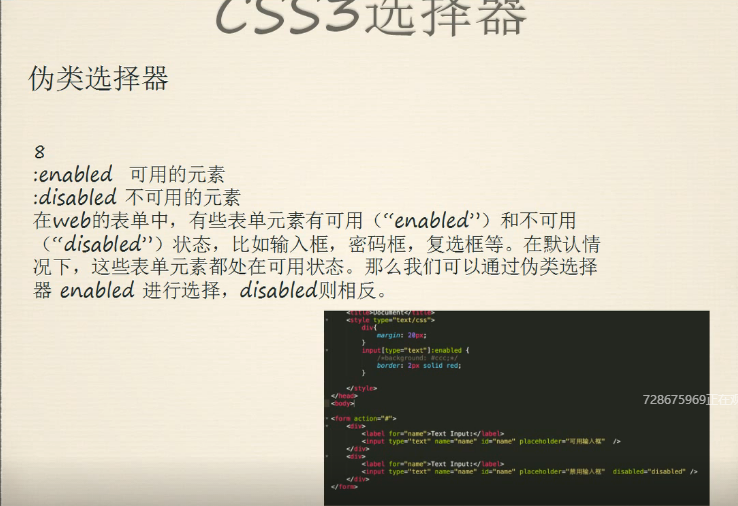 CSS3选择器
伪类选择器
8
:enabled 可用的元素
:disabled 不可用的元素
在web的表单中，有些表单元素有可用（“enabled”）和不可用
（“disabled”）状态，比如输入框，密码框，复选框等。在默认情
况下，这些表单元素都处在可用状态。那么我们可以通过伪类选择
器 enabled 进行选择，disabled则相反。
<title>Document</title>
<style type="text/css">
div{
margin: 20px;
}
input[type="text"]:enabled {
/*background: #ccc;*/
border: 2px solid red;
}
</style>
</head>
<body>
728675969正在观
<form action="#">
<div>
<label for="name">Text Input:</label>
<input type="text" name="name" id="name" placeholder="可用输入框" />
</div>
<div>
<label for="name">Text Input:</label>
<input type="text" name="name" id="name" placeholder="禁用输入框" disabled="disabled" />
</div>
</form>